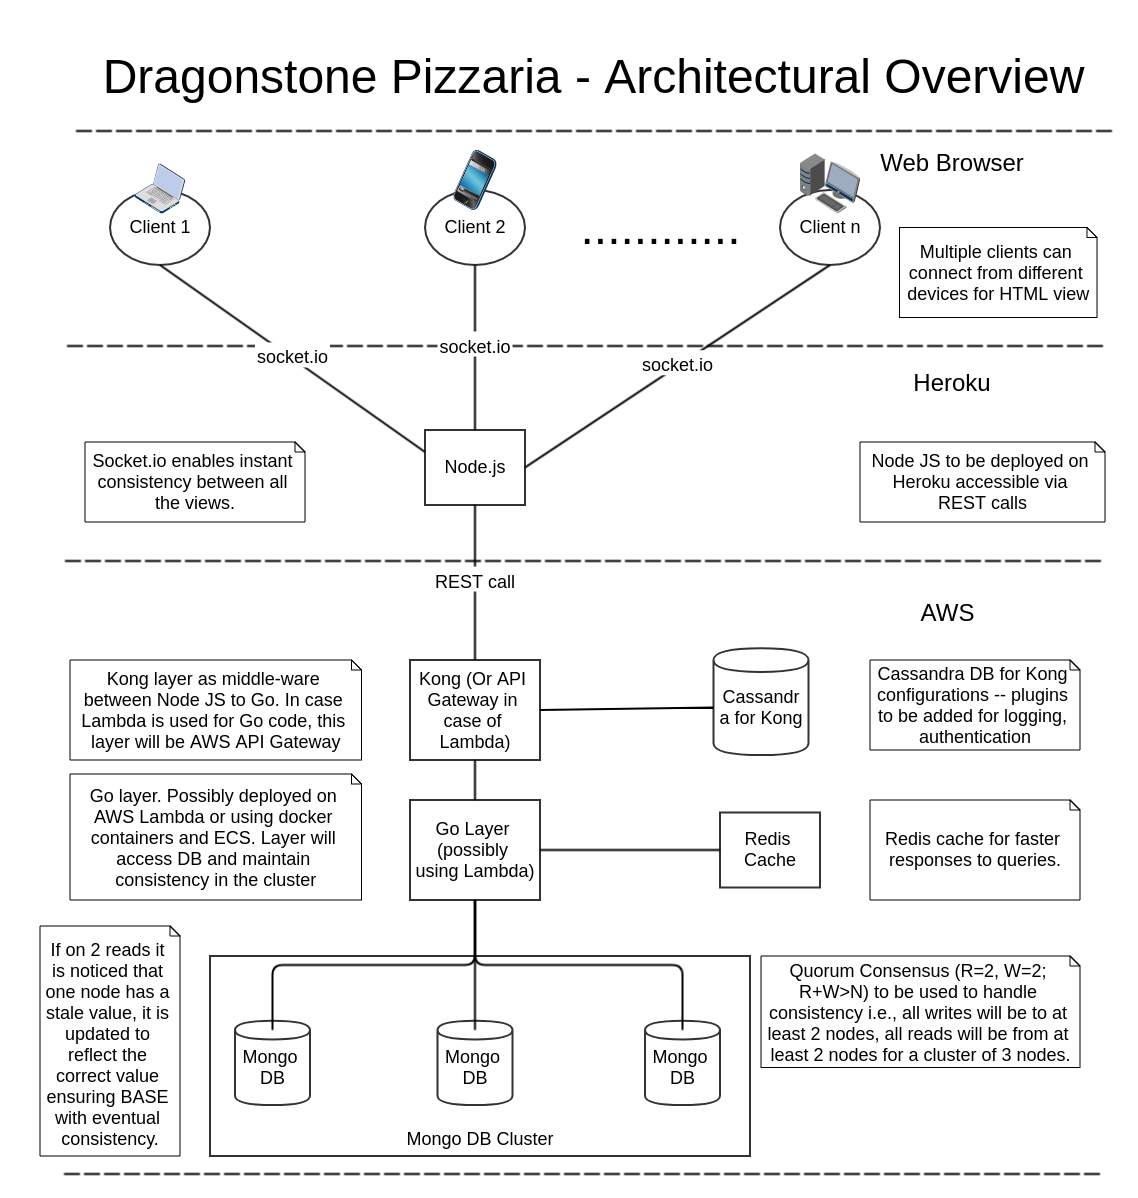 Dragonstone Pizzaria - Architectural Overview
Web Browser
Client 1
Client 2
............
Client n
Multiple clients can
connect from different
devices for HTML view
socket.io
socket.io
socket.io
Heroku
Socket.io enables instant
consistency between all
the views.
Node.js
Node JS to be deployed on
Heroku accessible via
REST calls
REST call
AWS
Kong layer as middle-ware
between Node JS to Go. In case
Lambda is used for Go code, this
layer will be AWS API Gateway
Kong (Or API
Gateway in
case of
Lambda)
Cassandr
a for Kong
Cassandra DB for Kong
configurations -- plugins
to be added for logging,
authentication
Go layer. Possibly deployed on
AWS Lambda or using docker
containers and ECS. Layer will
access DB and maintain
consistency in the cluster
Go Layer
(possibly
using Lambda)
Redis
Cache
Redis cache for faster
responses to queries.
If on 2 reads it
is noticed that
one node has a
stale value, it is
updated to
reflect the
correct value
ensuring BASE
with eventual
consistency.
Mongo
DB
Mongo
DB
Mongo
DB
Mongo DB Cluster
Quorum Consensus (R=2, W=2;
R+W>N) to be used to handle
consistency i.e., all writes will be to at
least 2 nodes, all reads will be from at
least 2 nodes for a cluster of 3 nodes.